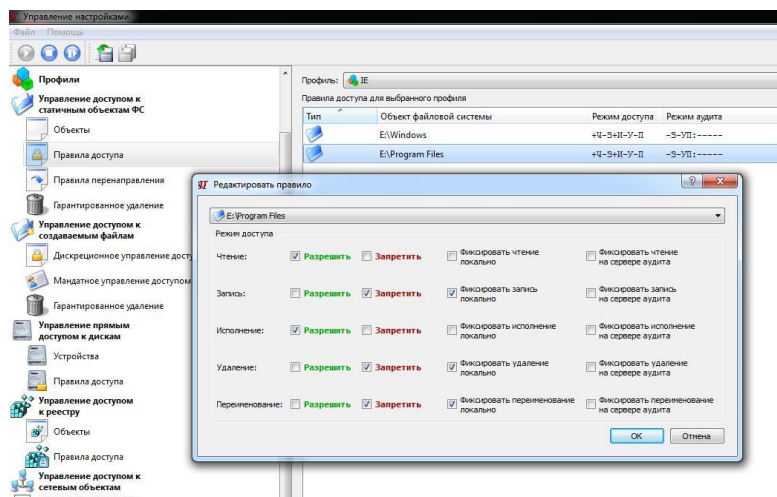 Управление настройками
Файл Помощь
Профили
Управление доступом к
статичным объектам ФС
Объекты
Правила доступа
Правила перенаправления
Гарантированное удаление
Управление доступом к
создаваемым файлам
Дискреционное управление дост
Мандатное управление доступом
Гарантированное удаление
Управление прямым
доступом к дискам
Устройства
Правила доступа
Управление доступом
к реестру
Объекты
Правила доступа
Управление доступом к
сетевым объектам
Профиль: IE
Правила доступа для выбранного профиля
Тип Объект файловой системы Режим доступа Режим аудита
E:\Windows +Ч-З+И-У-П -З-УП:-----
E:\Program Files +Ч-З+И-У-П -З-УП:-----
Редактировать правило
E:\Program Files
Режим доступа
Чтение: Разрешить Запретить Фиксировать чтение локально Фиксировать чтение на сервере аудита
Запись: Разрешить Запретить Фиксировать запись локально Фиксировать запись на сервере аудита
Исполнение: Разрешить Запретить Фиксировать исполнение локально Фиксировать исполнение на сервере аудита
Удаление: Разрешить Запретить Фиксировать удаление локально Фиксировать удаление на сервере аудита
Переименование: Разрешить Запретить Фиксировать переименование локально Фиксировать переименование на сервере аудита
OK Отмена